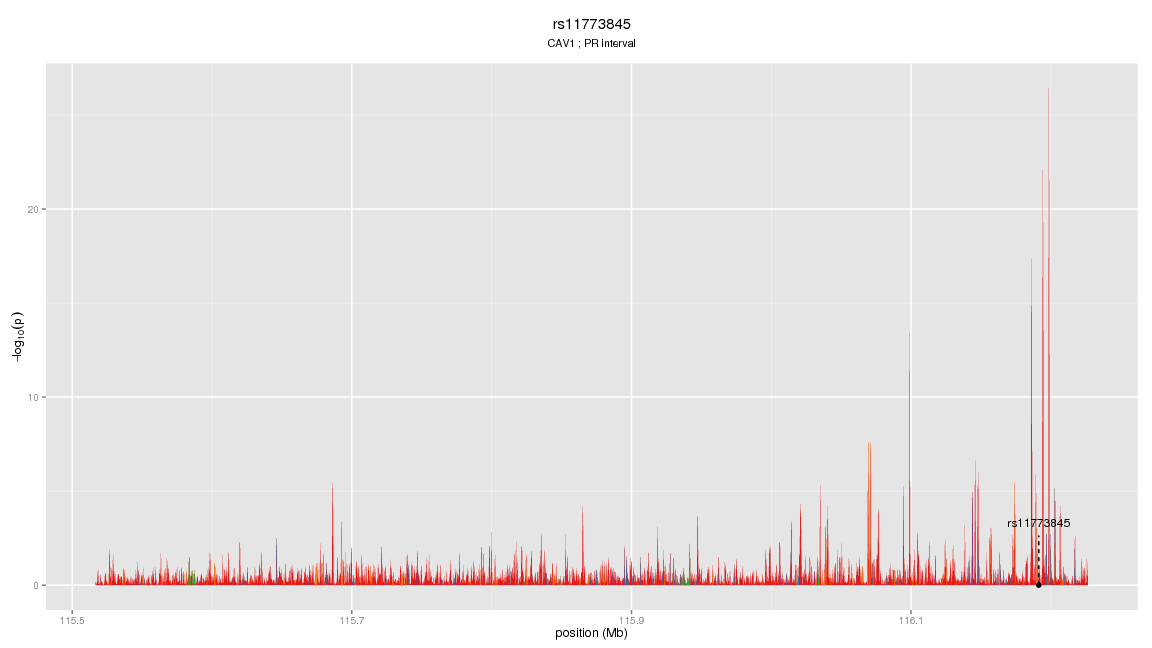 rs11773845
CAV1 ; PR interval
−log10(p)
20
10
0
rs11773845
115.5
115.7
115.9
116.1
position (Mb)